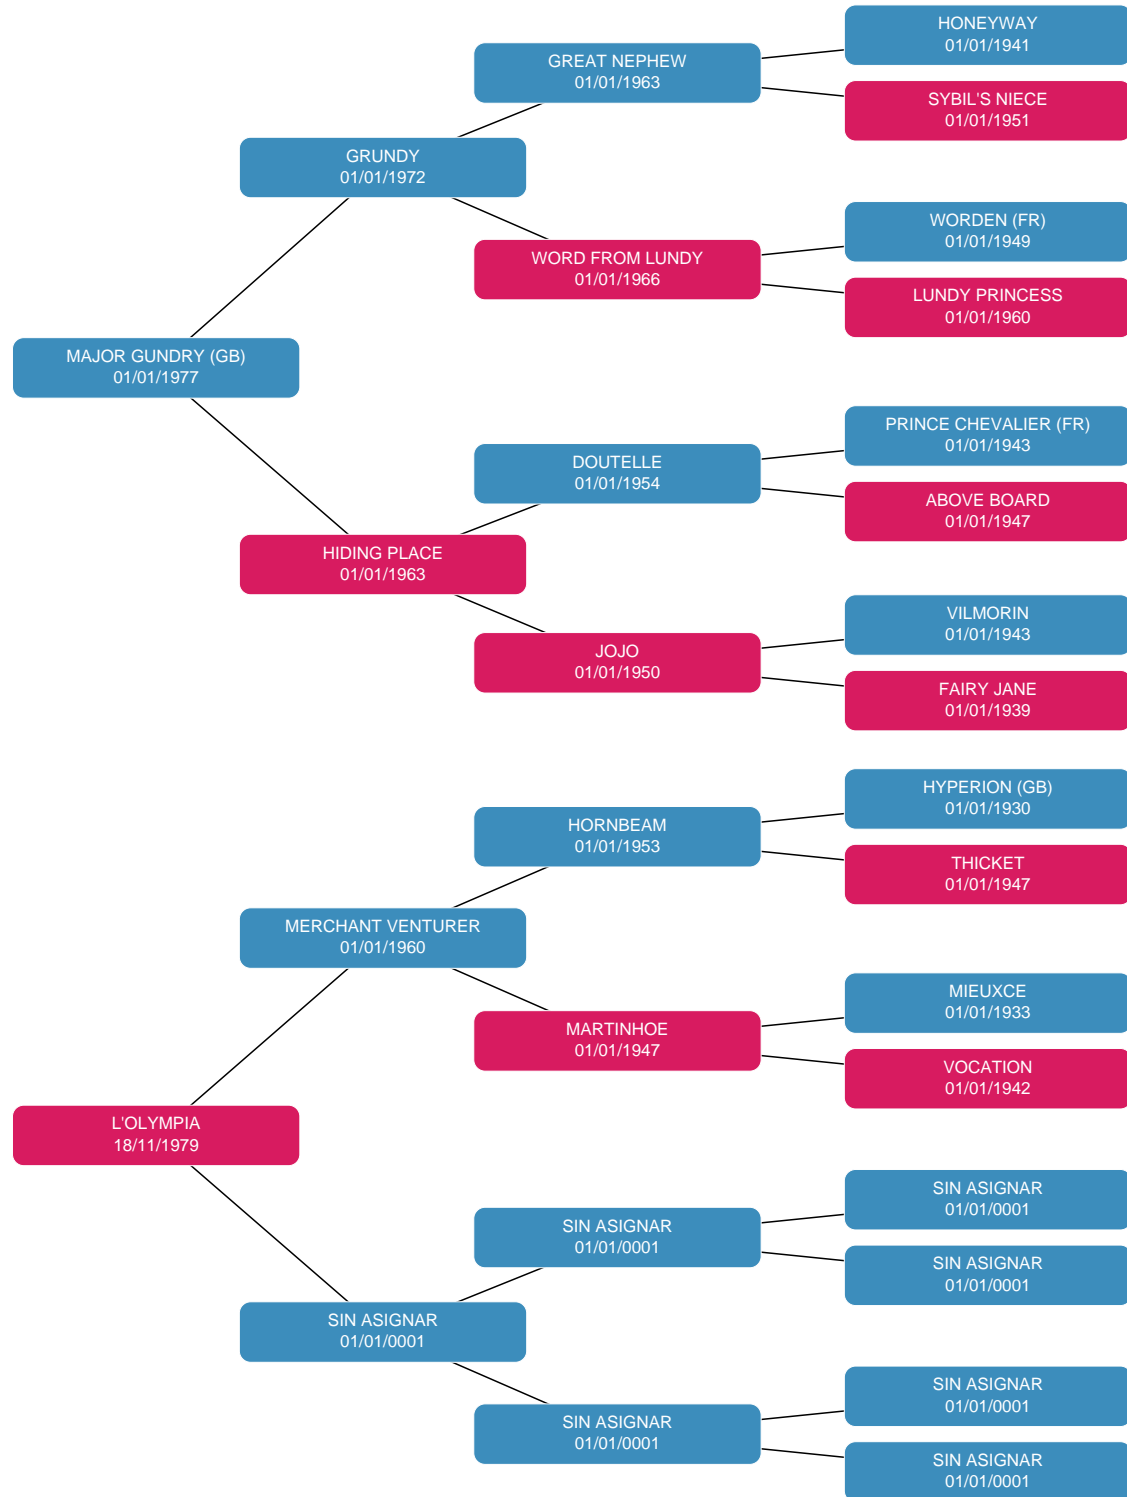 HONEYWAY
01/01/1941
GREAT NEPHEW
01/01/1963
SYBIL'S NIECE
01/01/1951
GRUNDY
01/01/1972
WORDEN (FR)
01/01/1949
WORD FROM LUNDY
01/01/1966
LUNDY PRINCESS
01/01/1960
MAJOR GUNDRY (GB)
01/01/1977
PRINCE CHEVALIER (FR)
01/01/1943
DOUTELLE
01/01/1954
ABOVE BOARD
01/01/1947
HIDING PLACE
01/01/1963
VILMORIN
01/01/1943
JOJO
01/01/1950
FAIRY JANE
01/01/1939
HYPERION (GB)
01/01/1930
HORNBEAM
01/01/1953
THICKET
01/01/1947
MERCHANT VENTURER
01/01/1960
MIEUXCE
01/01/1933
MARTINHOE
01/01/1947
VOCATION
01/01/1942
L'OLYMPIA
18/11/1979
SIN ASIGNAR
01/01/0001
SIN ASIGNAR
01/01/0001
SIN ASIGNAR
01/01/0001
SIN ASIGNAR
01/01/0001
SIN ASIGNAR
01/01/0001
SIN ASIGNAR
01/01/0001
SIN ASIGNAR
01/01/0001